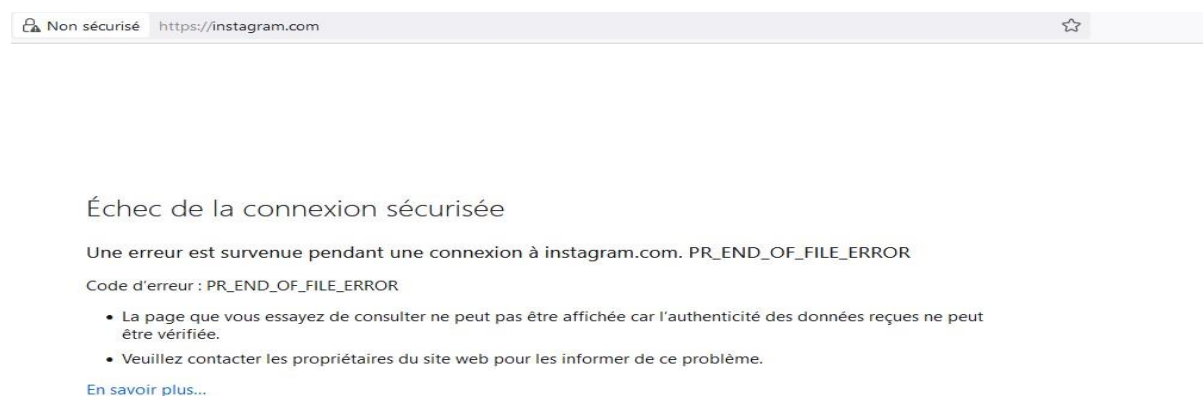 Non sécurisé https://instagram.com
Échec de la connexion sécurisée
Une erreur est survenue pendant une connexion à instagram.com. PR_END_OF_FILE_ERROR
Code d'erreur : PR_END_OF_FILE_ERROR
• La page que vous essayez de consulter ne peut pas être affichée car l'authenticité des données reçues ne peut
être vérifiée.
• Veuillez contacter les propriétaires du site web pour les informer de ce problème.
En savoir plus...